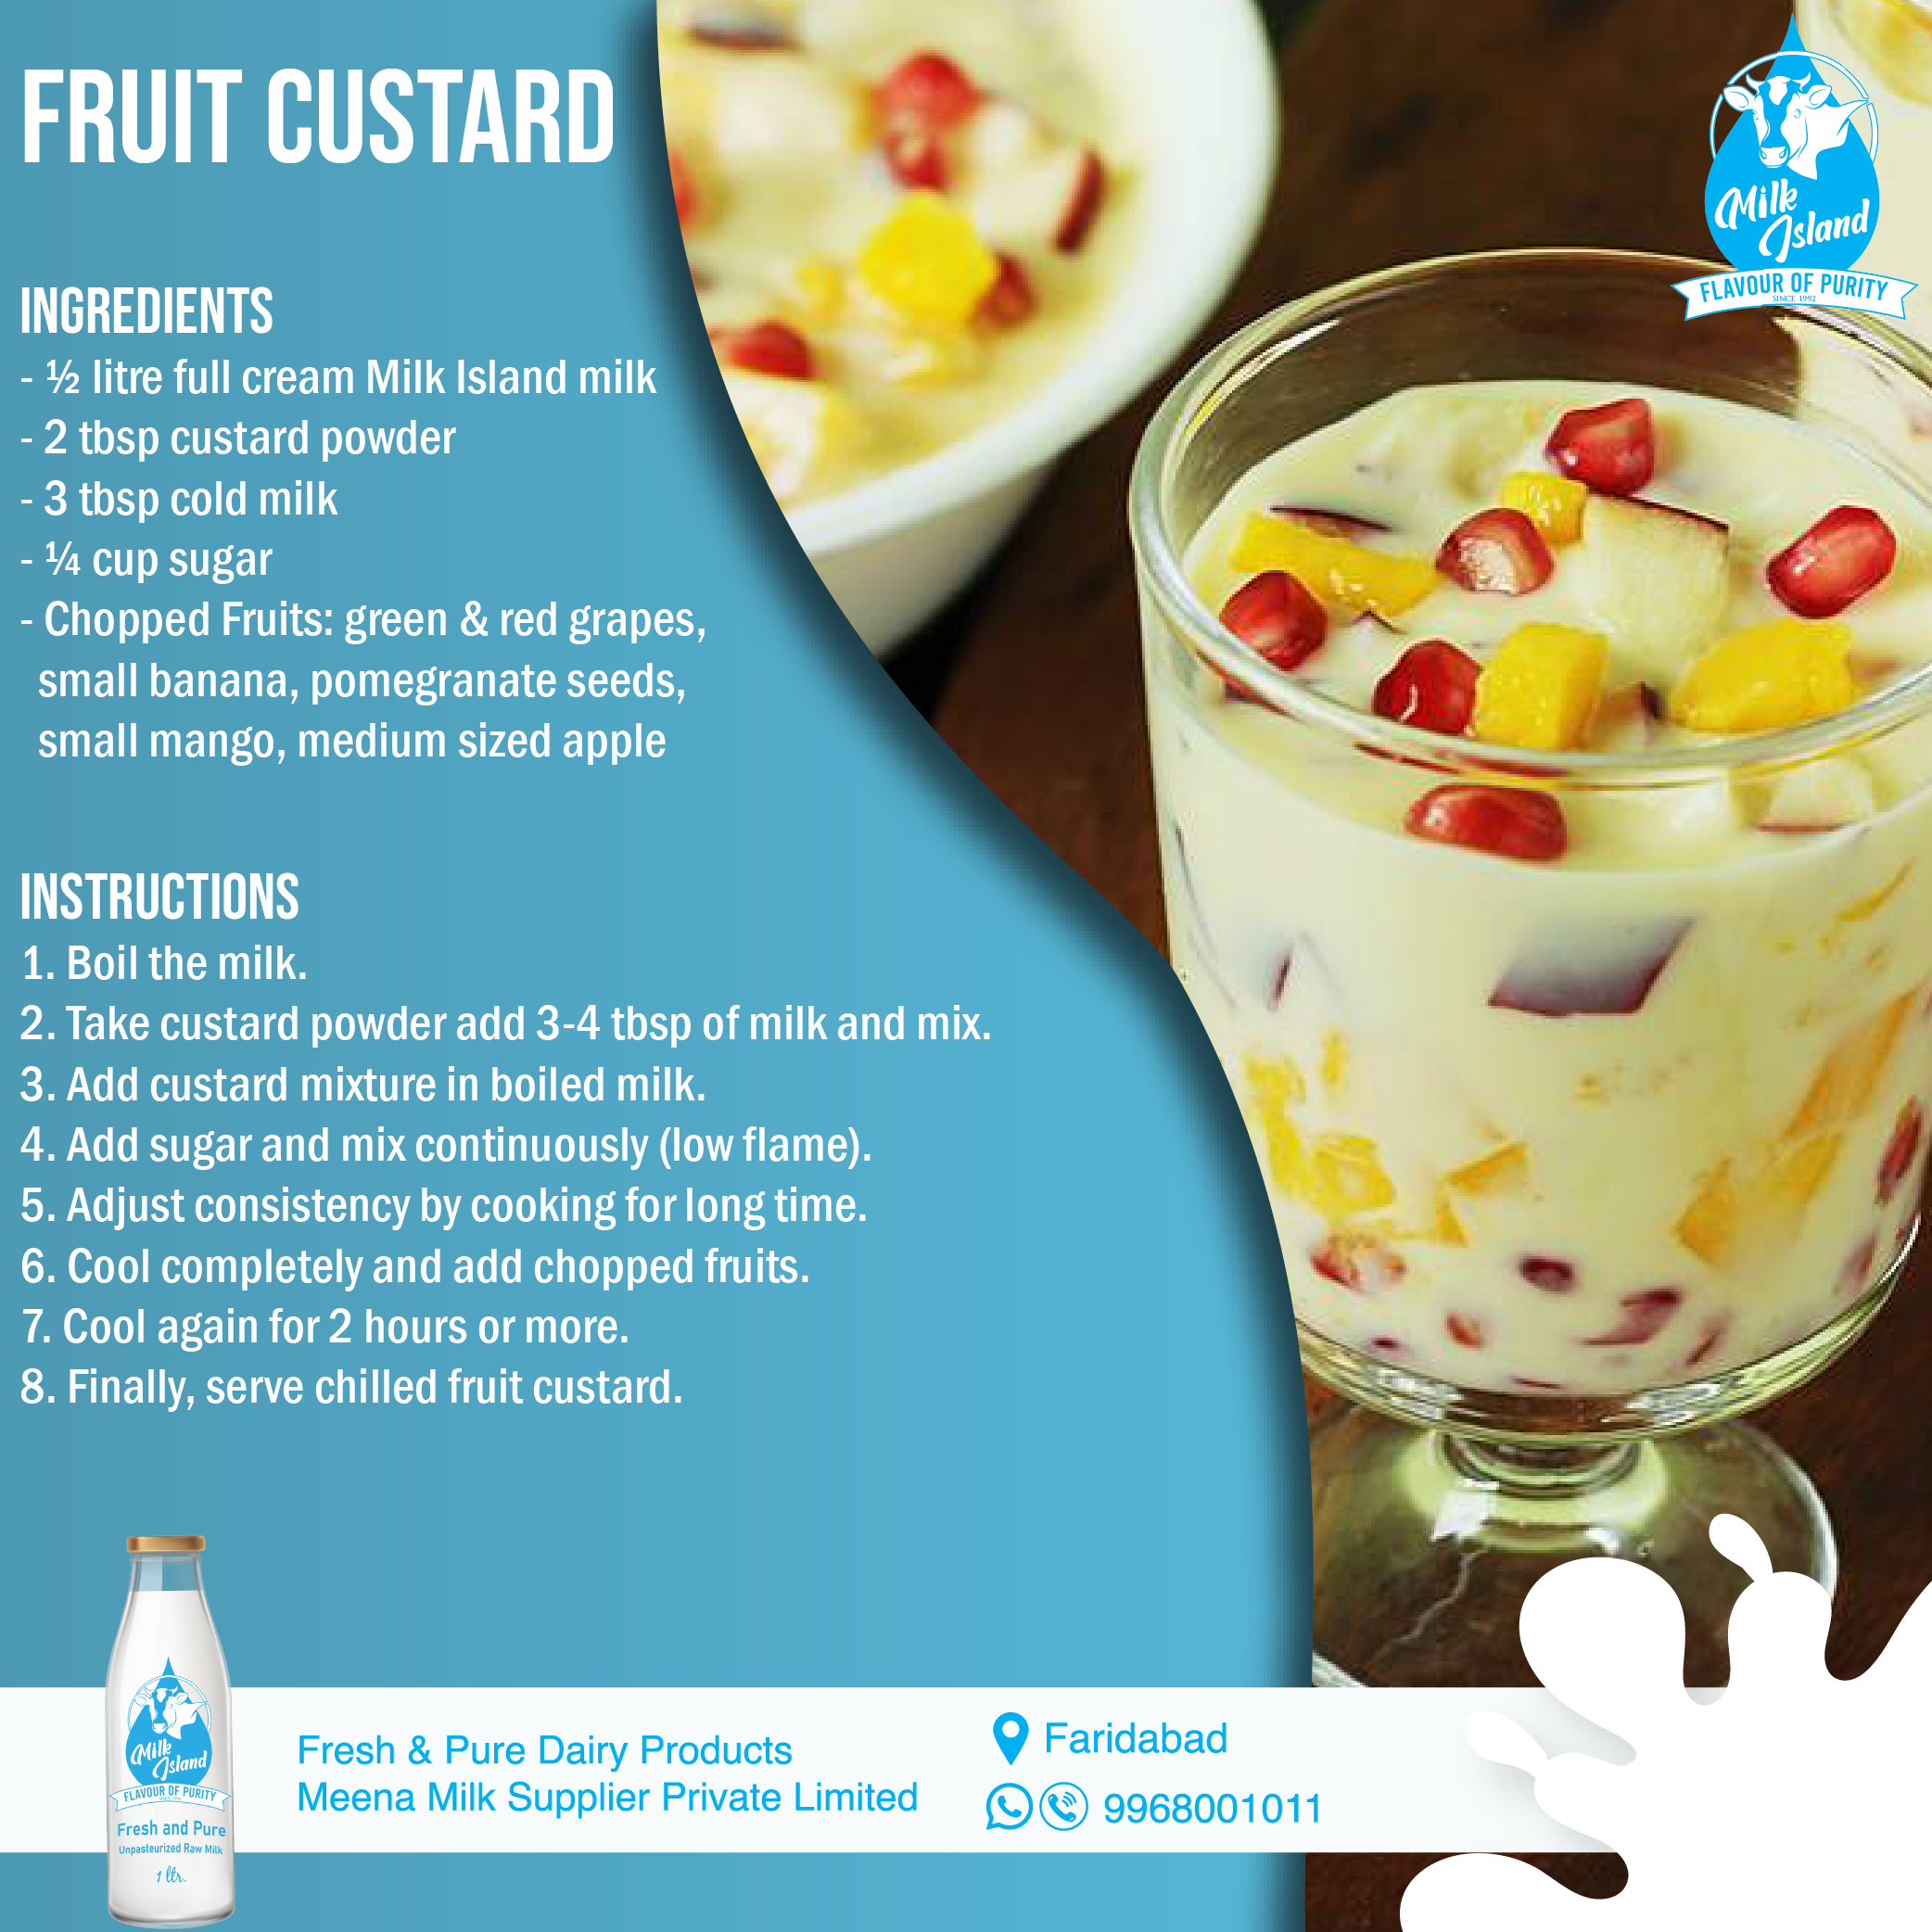 FRUIT CUSTARD
INGREDIENTS
- ½ litre full cream Milk Island milk
- 2 tbsp custard powder
- 3 tbsp cold milk
- ¼ cup sugar
- Chopped Fruits: green & red grapes,
small banana, pomegranate seeds,
small mango, medium sized apple
INSTRUCTIONS
1. Boil the milk.
2. Take custard powder add 3-4 tbsp of milk and mix.
3. Add custard mixture in boiled milk.
4. Add sugar and mix continuously (low flame).
5. Adjust consistency by cooking for long time.
6. Cool completely and add chopped fruits.
7. Cool again for 2 hours or more.
8. Finally, serve chilled fruit custard.
Milk
Island
FLAVOUR OF PURITY
SINCE 1992
Milk
Island
FLAVOUR OF PURITY
Fresh and Pure
Unpasteurized Raw Milk
1 ltr.
Fresh & Pure Dairy Products
Meena Milk Supplier Private Limited
Faridabad
9968001011